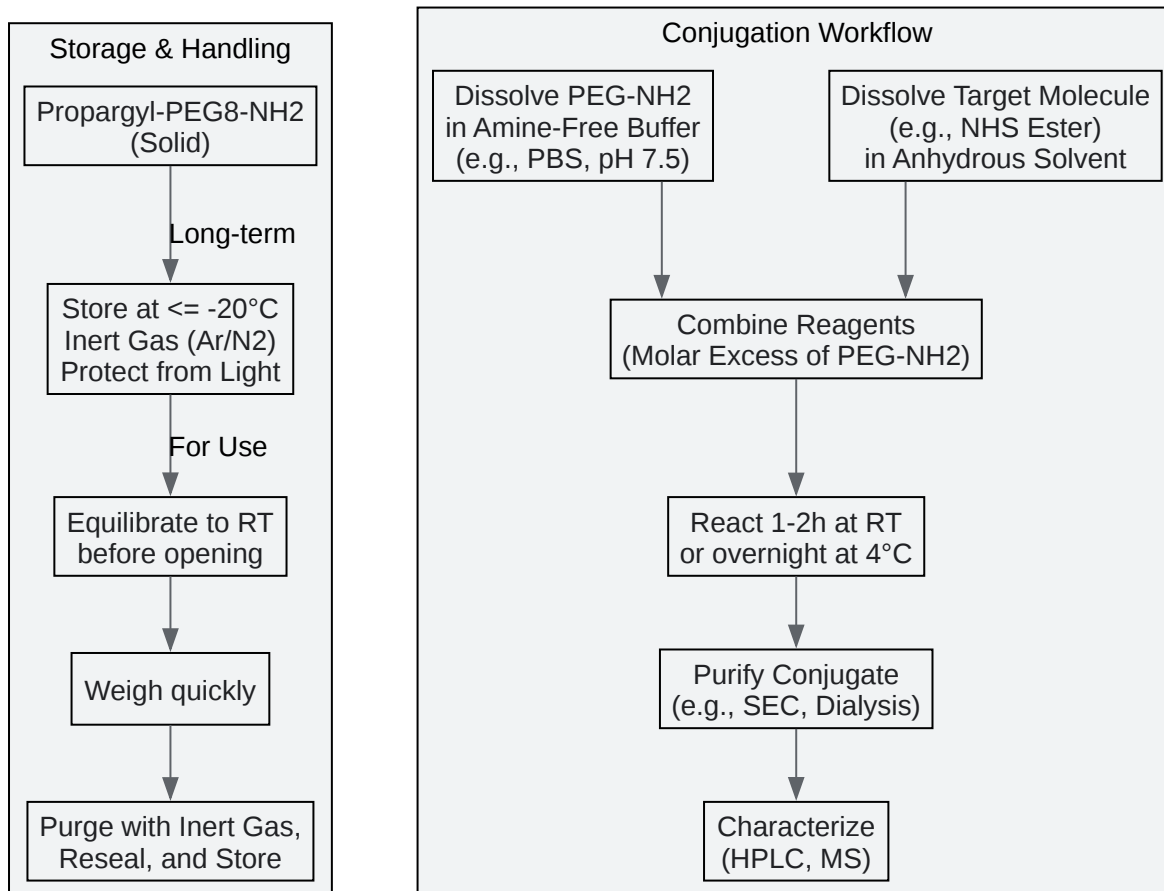 Storage & Handling
Propargyl-PEG8-NH2
(Solid)
Long-term
Store at <= -20°C
Inert Gas (Ar/N2)
Protect from Light
For Use
Equilibrate to RT
before opening
Weigh quickly
Purge with Inert Gas,
Reseal, and Store
Conjugation Workflow
Dissolve PEG-NH2
in Amine-Free Buffer
(e.g., PBS, pH 7.5)
Dissolve Target Molecule
(e.g., NHS Ester)
in Anhydrous Solvent
Combine Reagents
(Molar Excess of PEG-NH2)
React 1-2h at RT
or overnight at 4°C
Purify Conjugate
(e.g., SEC, Dialysis)
Characterize
(HPLC, MS)